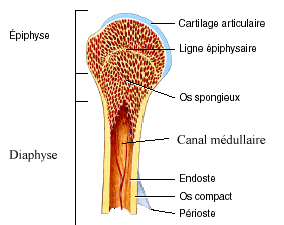 Cartilage articulaire
Épiphyse
Ligne épiphysaire
Os spongieux
Canal médullaire
Diaphyse
Endoste
Os compact
Périoste